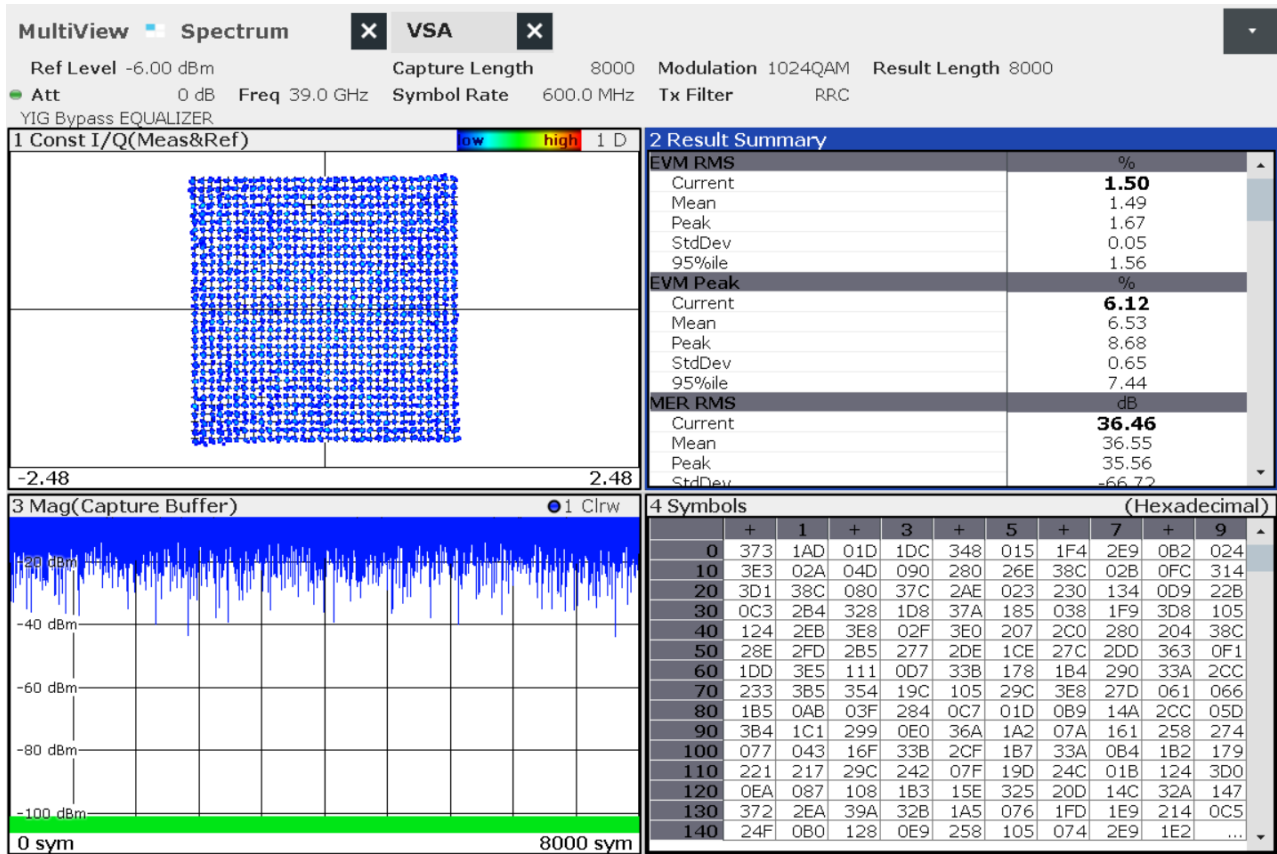 MultiView Spectrum X VSA X
Ref Level -6.00 dBm Capture Length 8000 Modulation 1024QAM Result Length 8000
Att 0 dB Freq 39.0 GHz Symbol Rate 600.0 MHz Tx Filter RRC
YIG Bypass EQUALIZER
1 Const I/Q(Meas&Ref) low high 1 D
-2.48 2.48
2 Result Summary
EVM RMS %
Current 1.50
Mean 1.49
Peak 1.67
StdDev 0.05
95%ile 1.56
EVM Peak %
Current 6.12
Mean 6.53
Peak 8.68
StdDev 0.65
95%ile 7.44
MER RMS dB
Current 36.46
Mean 36.55
Peak 35.56
StdDev -66.72
3 Mag(Capture Buffer) 1 Clrw
-20 dBm
-40 dBm
-60 dBm
-80 dBm
-100 dBm
0 sym 8000 sym
4 Symbols (Hexadecimal)
+ 1 + 3 + 5 + 7 + 9
0 373 1AD 01D 1DC 348 015 1F4 2E9 0B2 024
10 3E3 02A 04D 090 280 26E 38C 02B 0FC 314
20 3D1 38C 080 37C 2AE 023 230 134 0D9 22B
30 0C3 2B4 328 1D8 37A 185 038 1F9 3D8 105
40 124 2EB 3E8 02F 3E0 207 2C0 280 204 38C
50 28E 2FD 2B5 277 2DE 1CE 27C 2DD 363 0F1
60 1DD 3E5 111 0D7 33B 178 1B4 290 33A 2CC
70 233 3B5 354 19C 105 29C 3E8 27D 061 066
80 1B5 0AB 03F 284 0C7 01D 0B9 14A 2CC 05D
90 3B4 1C1 299 0E0 36A 1A2 07A 161 258 274
100 077 043 16F 33B 2CF 1B7 33A 0B4 1B2 179
110 221 217 29C 242 07F 19D 24C 01B 124 3D0
120 0EA 087 108 1B3 15E 325 20D 14C 32A 147
130 372 2EA 39A 32B 1A5 076 1FD 1E9 214 0C5
140 24F 0B0 128 0E9 258 105 074 2E9 1E2 ...